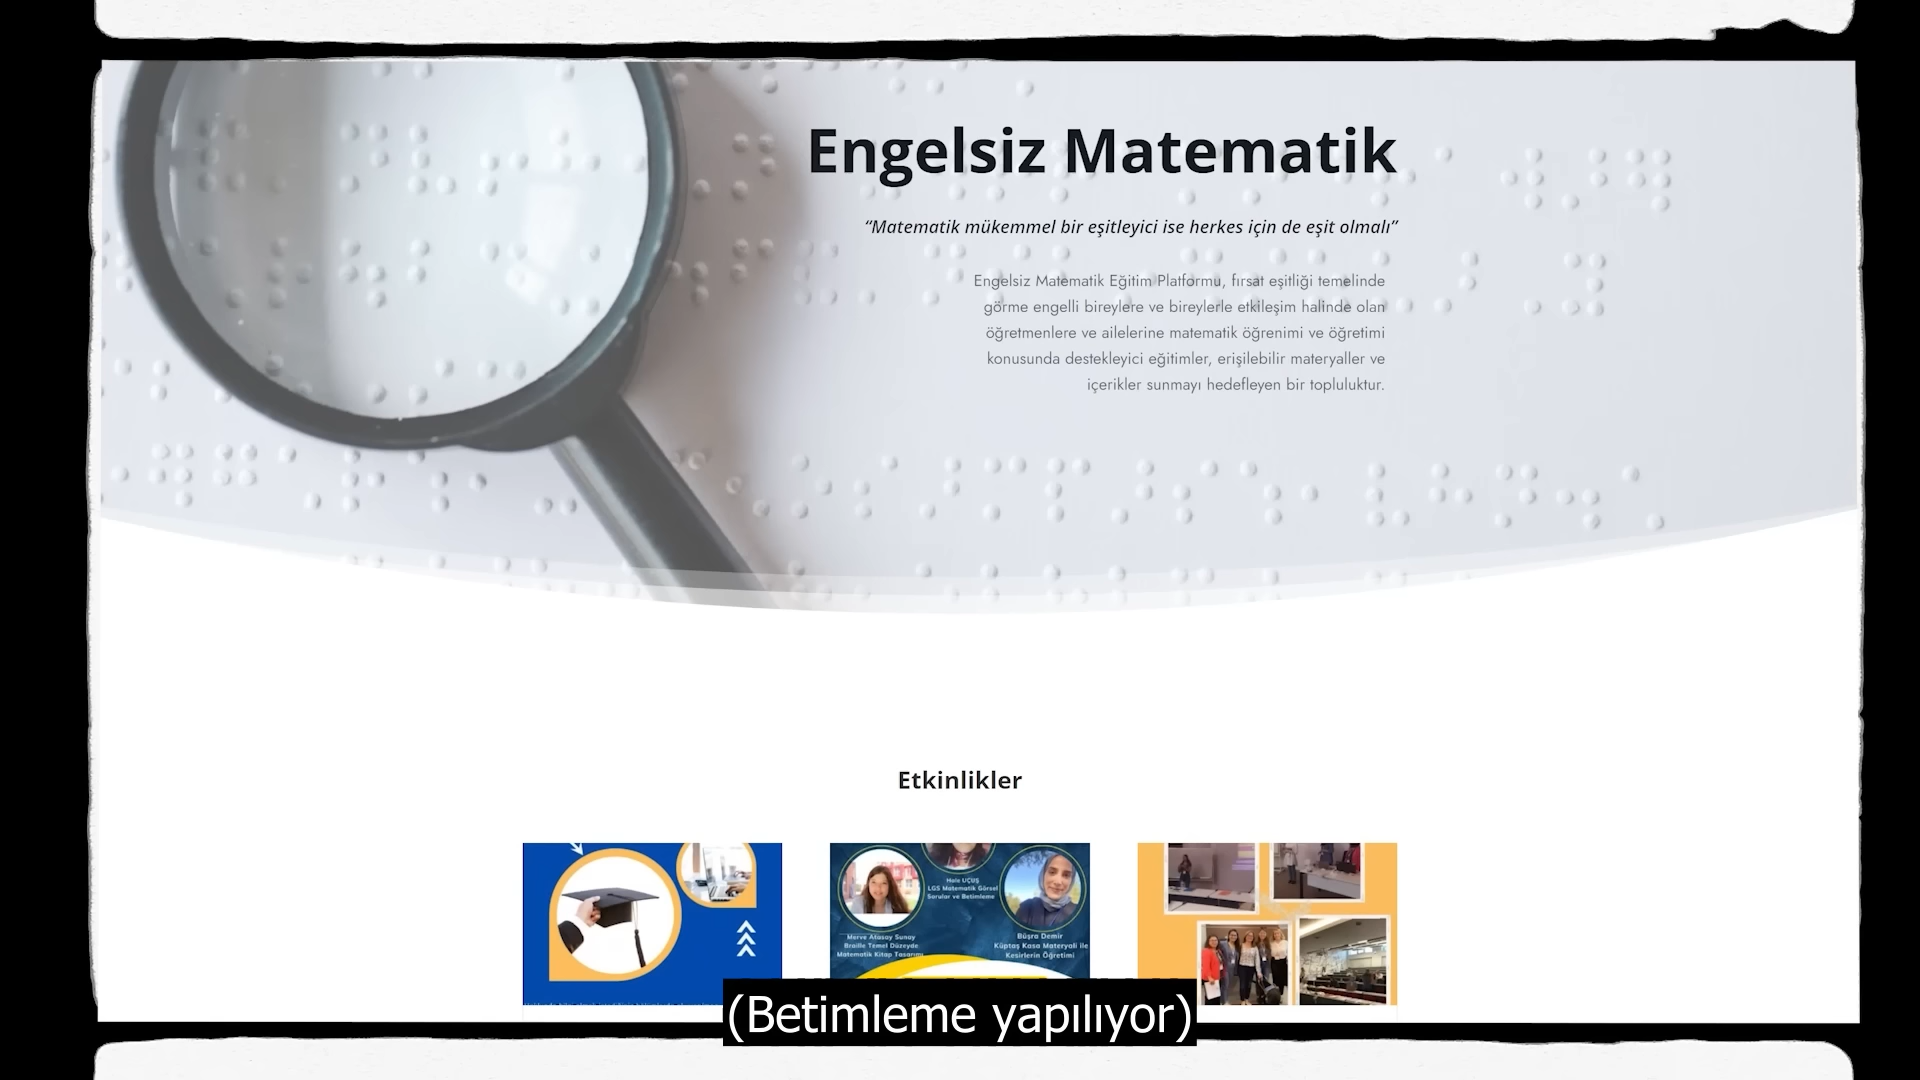 Engelsiz Matematik
“Matematik mükemmel bir eşitleyici ise herkes için de eşit olmalı”
Engelsiz Matematik Eğitim Platformu, fırsat eşitliği temelinde
görme engelli bireylere ve bireylerle etkileşim halinde olan
öğretmenlere ve ailelerine matematik öğrenimi ve öğretimi
konusunda destekleyici eğitimler, erişilebilir materyaller ve
içerikler sunmayı hedefleyen bir topluluktur.
Etkinlikler
Hale UÇUŞ
LGS Matematik Görsel
Sorular ve Betimleme
Merve Atasay Sunay
Braille Temel Düzeyde
Matematik Kitap Tasarımı
Büşra Demir
Küptaş Kasa Materyali ile
Kesirlerin Öğretimi
(Betimleme yapılıyor)